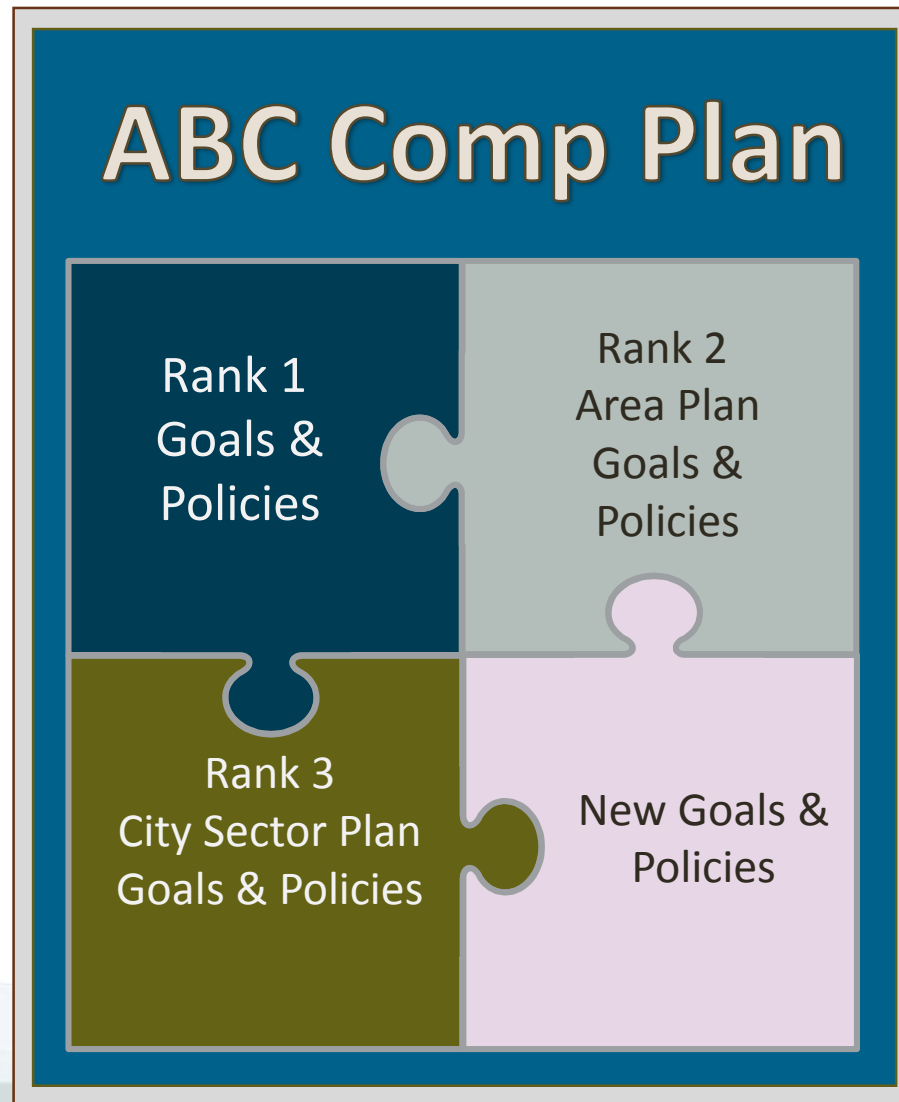 ABC Comp Plan
Rank 1
Goals &
Policies
Rank 2
Area Plan
Goals &
Policies
Rank 3
City Sector Plan
Goals & Policies
New Goals &
Policies